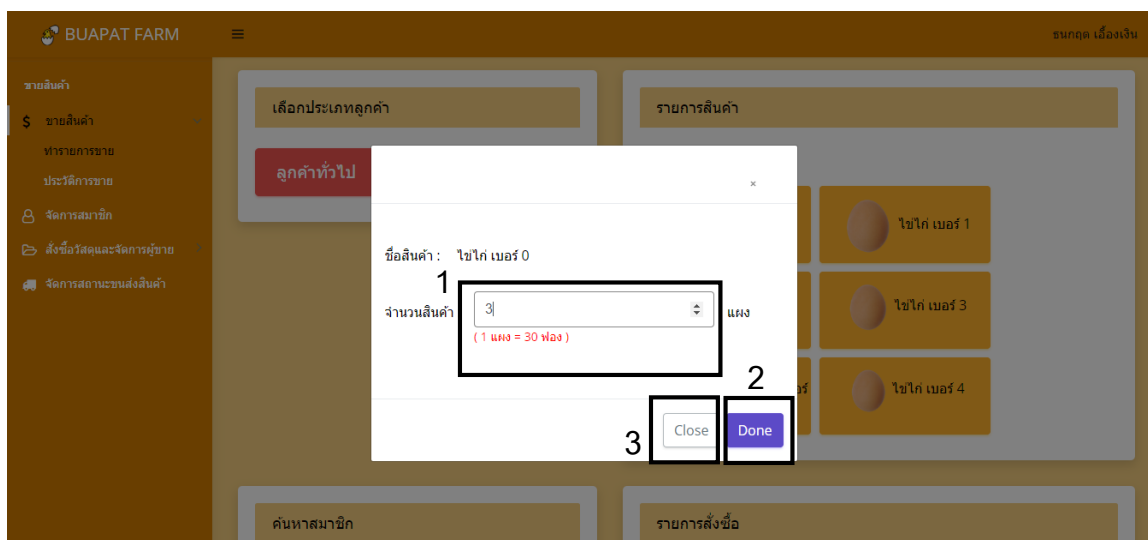 BUAPAT FARM
ธนกฤต เอื้องเงิน
ขายสินค้า
$ ขายสินค้า
ทำรายการขาย
ประวัติการขาย
จัดการสมาชิก
สั่งซื้อวัสดุและจัดการผู้ขาย
จัดการสถานะขนส่งสินค้า
เลือกประเภทลูกค้า
ลูกค้าทั่วไป
รายการสินค้า
ไข่ไก่ เบอร์ 1
ไข่ไก่ เบอร์ 3
ไข่ไก่ เบอร์ 4
×
ชื่อสินค้า : ไข่ไก่ เบอร์ 0
1
จำนวนสินค้า 3 แผง
( 1 แผง = 30 ฟอง )
2
3 Close Done
ค้นหาสมาชิก
รายการสั่งซื้อ